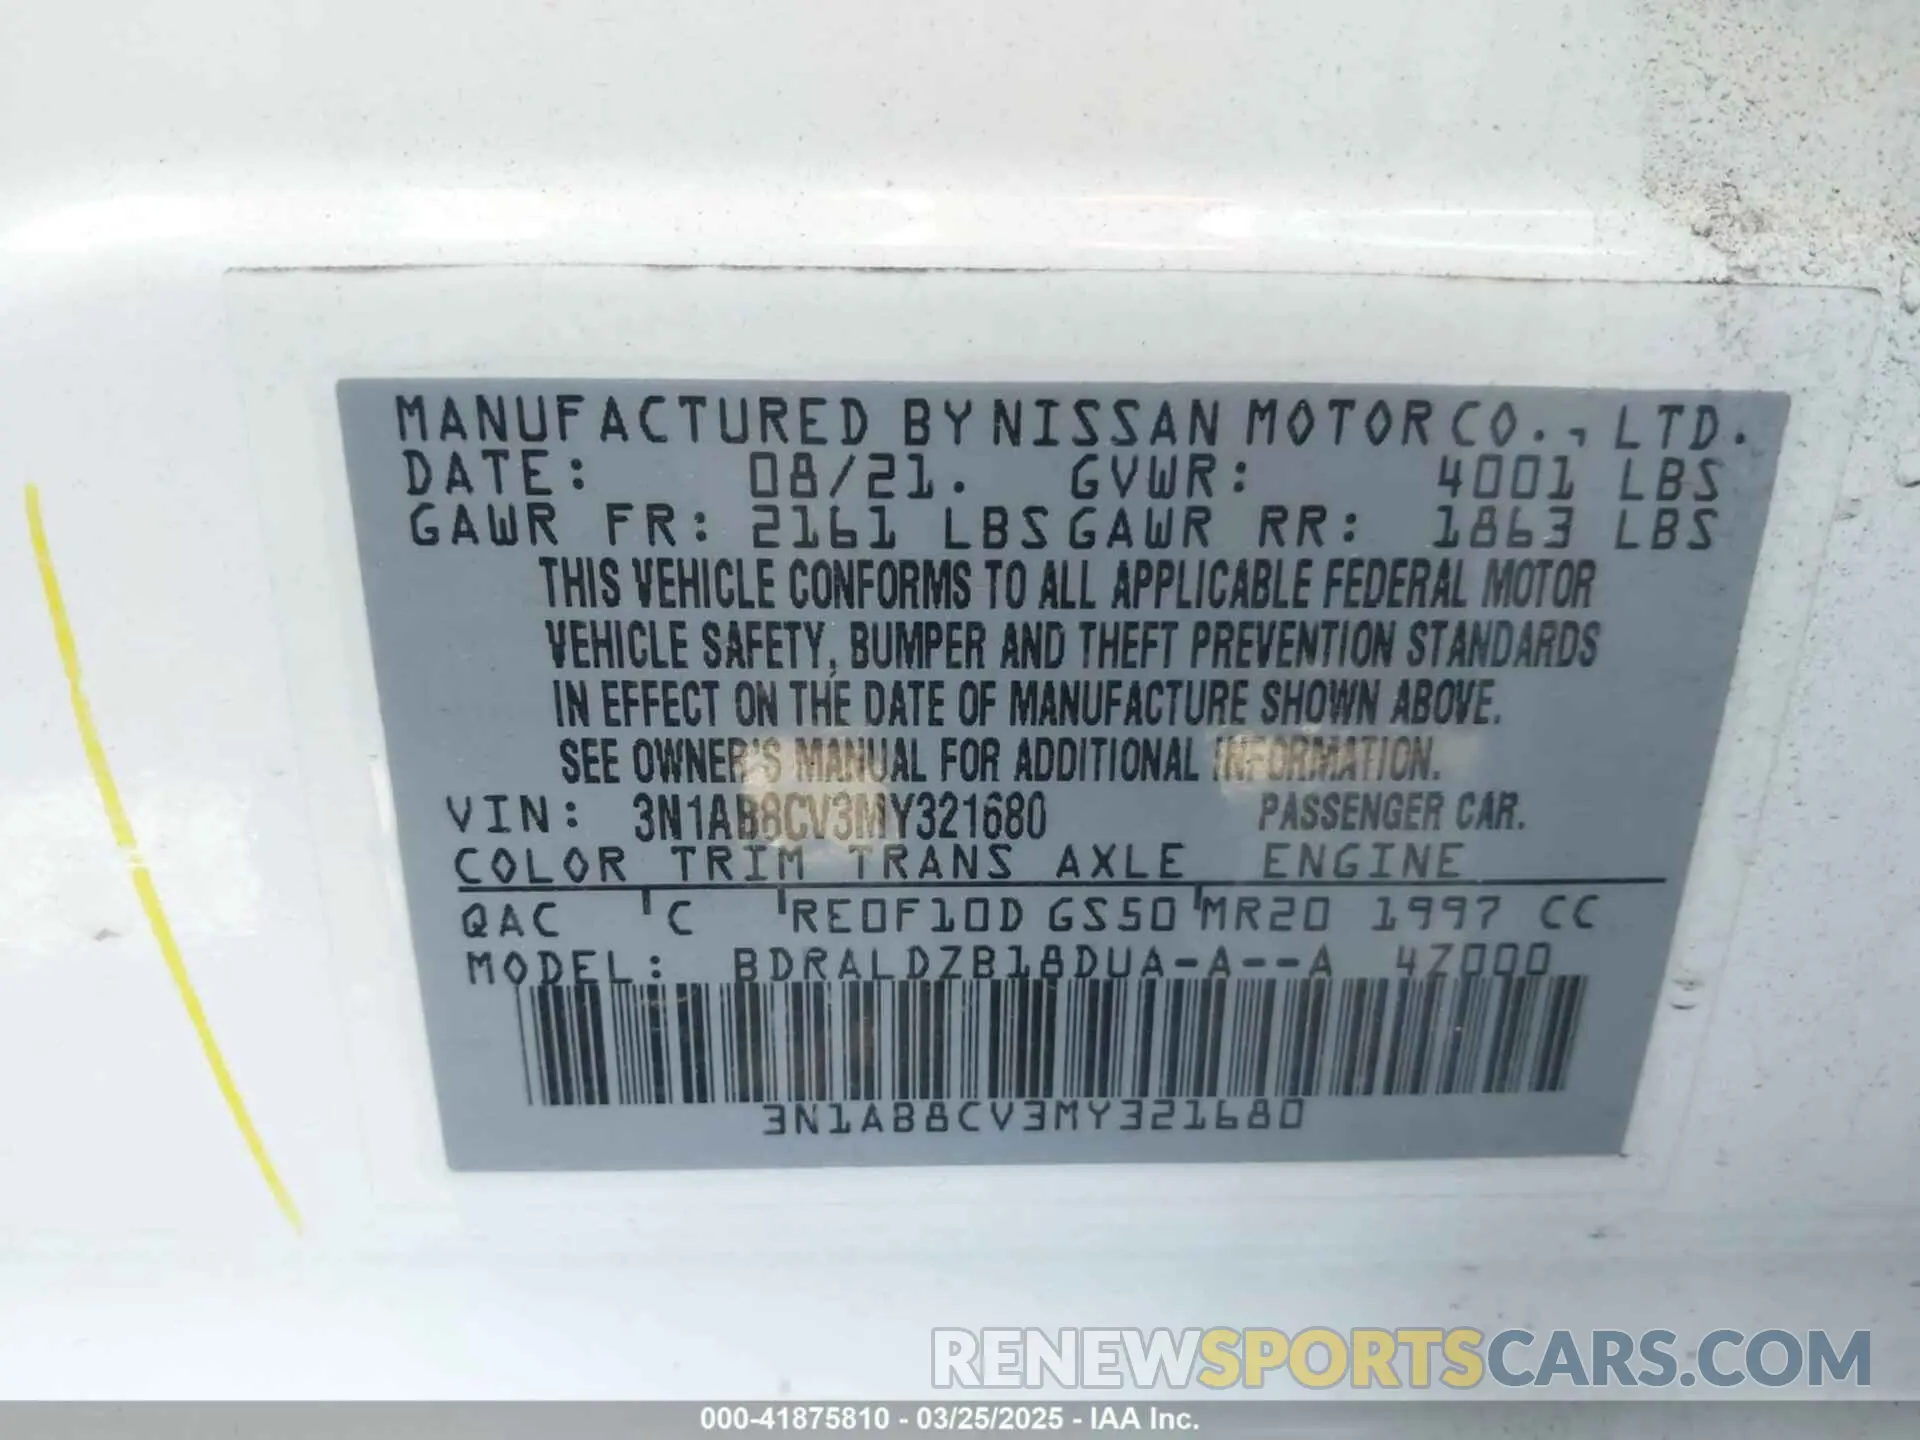 MANUFACTURED BY NISSAN MOTOR CO., LTD.
DATE: 08/21. GVWR: 4001 LBS
GAWR FR: 2161 LBS GAWR RR: 1863 LBS
THIS VEHICLE CONFORMS TO ALL APPLICABLE FEDERAL MOTOR
VEHICLE SAFETY, BUMPER AND THEFT PREVENTION STANDARDS
IN EFFECT ON THE DATE OF MANUFACTURE SHOWN ABOVE.
SEE OWNER'S MANUAL FOR ADDITIONAL INFORMATION.
VIN: 3N1AB8CV3MY321680 PASSENGER CAR.
COLOR TRIM TRANS AXLE ENGINE
QAC C RE0F10D GS50 MR20 1997 CC
MODEL: BDRALDZB18DUA-A--A 4Z000
3N1AB8CV3MY321680
RENEWSPORTSCARS.COM
000-41875810 - 03/25/2025 - IAA Inc.